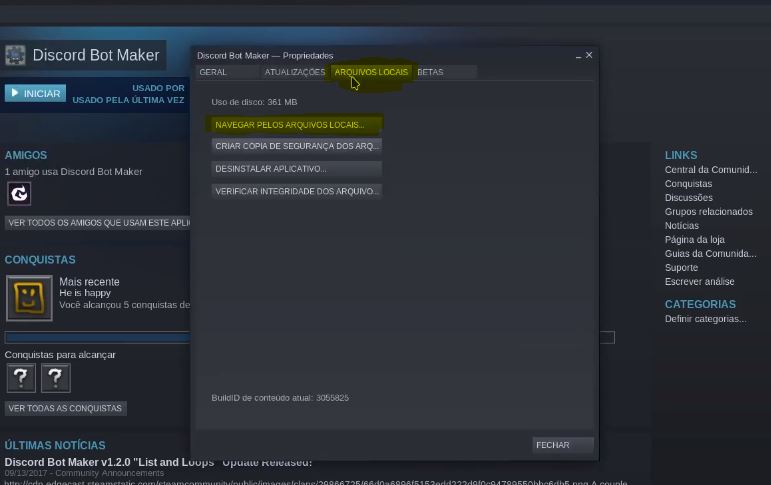 Discord Bot Maker
INICIAR
USADO POR
USADO PELA ÚLTIMA VEZ
AMIGOS
1 amigo usa Discord Bot Maker
VER TODOS OS AMIGOS QUE USAM ESTE APLI
CONQUISTAS
Mais recente
He is happy
Você alcançou 5 conquistas de
Conquistas para alcançar
VER TODAS AS CONQUISTAS
ÚLTIMAS NOTÍCIAS
Discord Bot Maker v1.2.0 "List and Loops" Update Released!
09/13/2017 - Community Announcements
Discord Bot Maker — Propriedades
GERAL
ATUALIZAÇÕES
ARQUIVOS LOCAIS
BETAS
Uso de disco: 361 MB
NAVEGAR PELOS ARQUIVOS LOCAIS...
CRIAR CÓPIA DE SEGURANÇA DOS ARQ...
DESINSTALAR APLICATIVO...
VERIFICAR INTEGRIDADE DOS ARQUIVO...
BuildID de conteúdo atual: 3055825
FECHAR
LINKS
Central da Comunid...
Conquistas
Discussões
Grupos relacionados
Notícias
Página da loja
Guias da Comunida...
Suporte
Escrever análise
CATEGORIAS
Definir categorias...